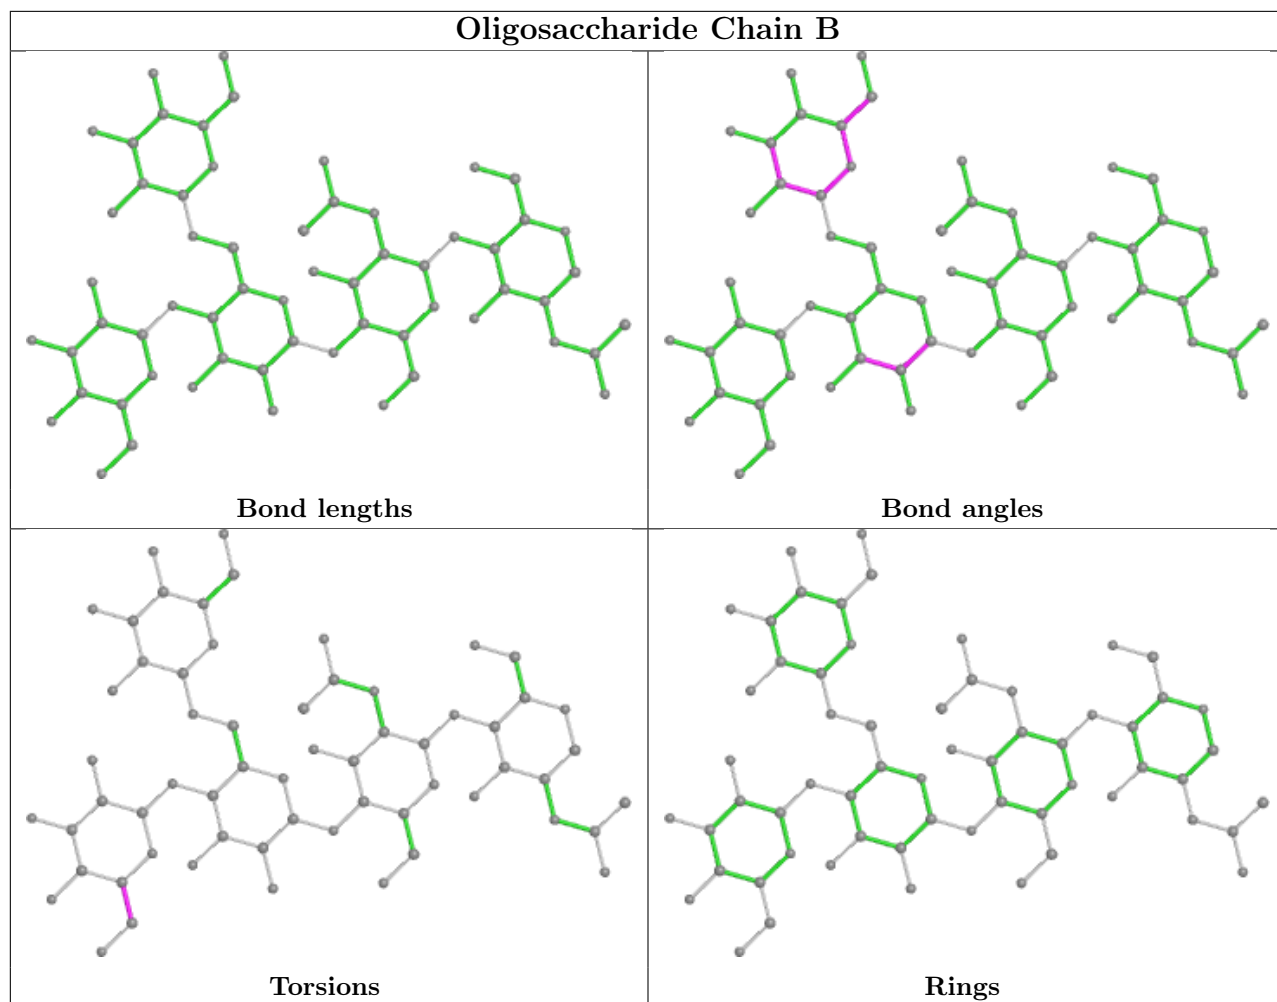 Oligosaccharide Chain B
Bond lengths
Bond angles
Torsions
Rings